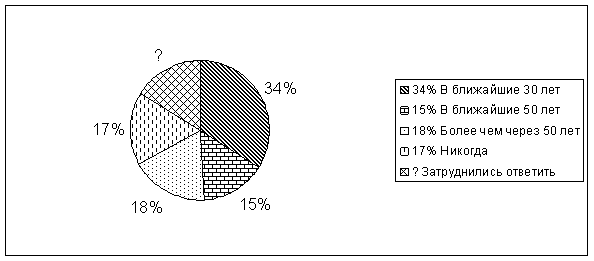 ?
34%
17%
18%
15%
34% В ближайшие 30 лет
15% В ближайшие 50 лет
18% Более чем через 50 лет
17% Никогда
? Затруднились ответить